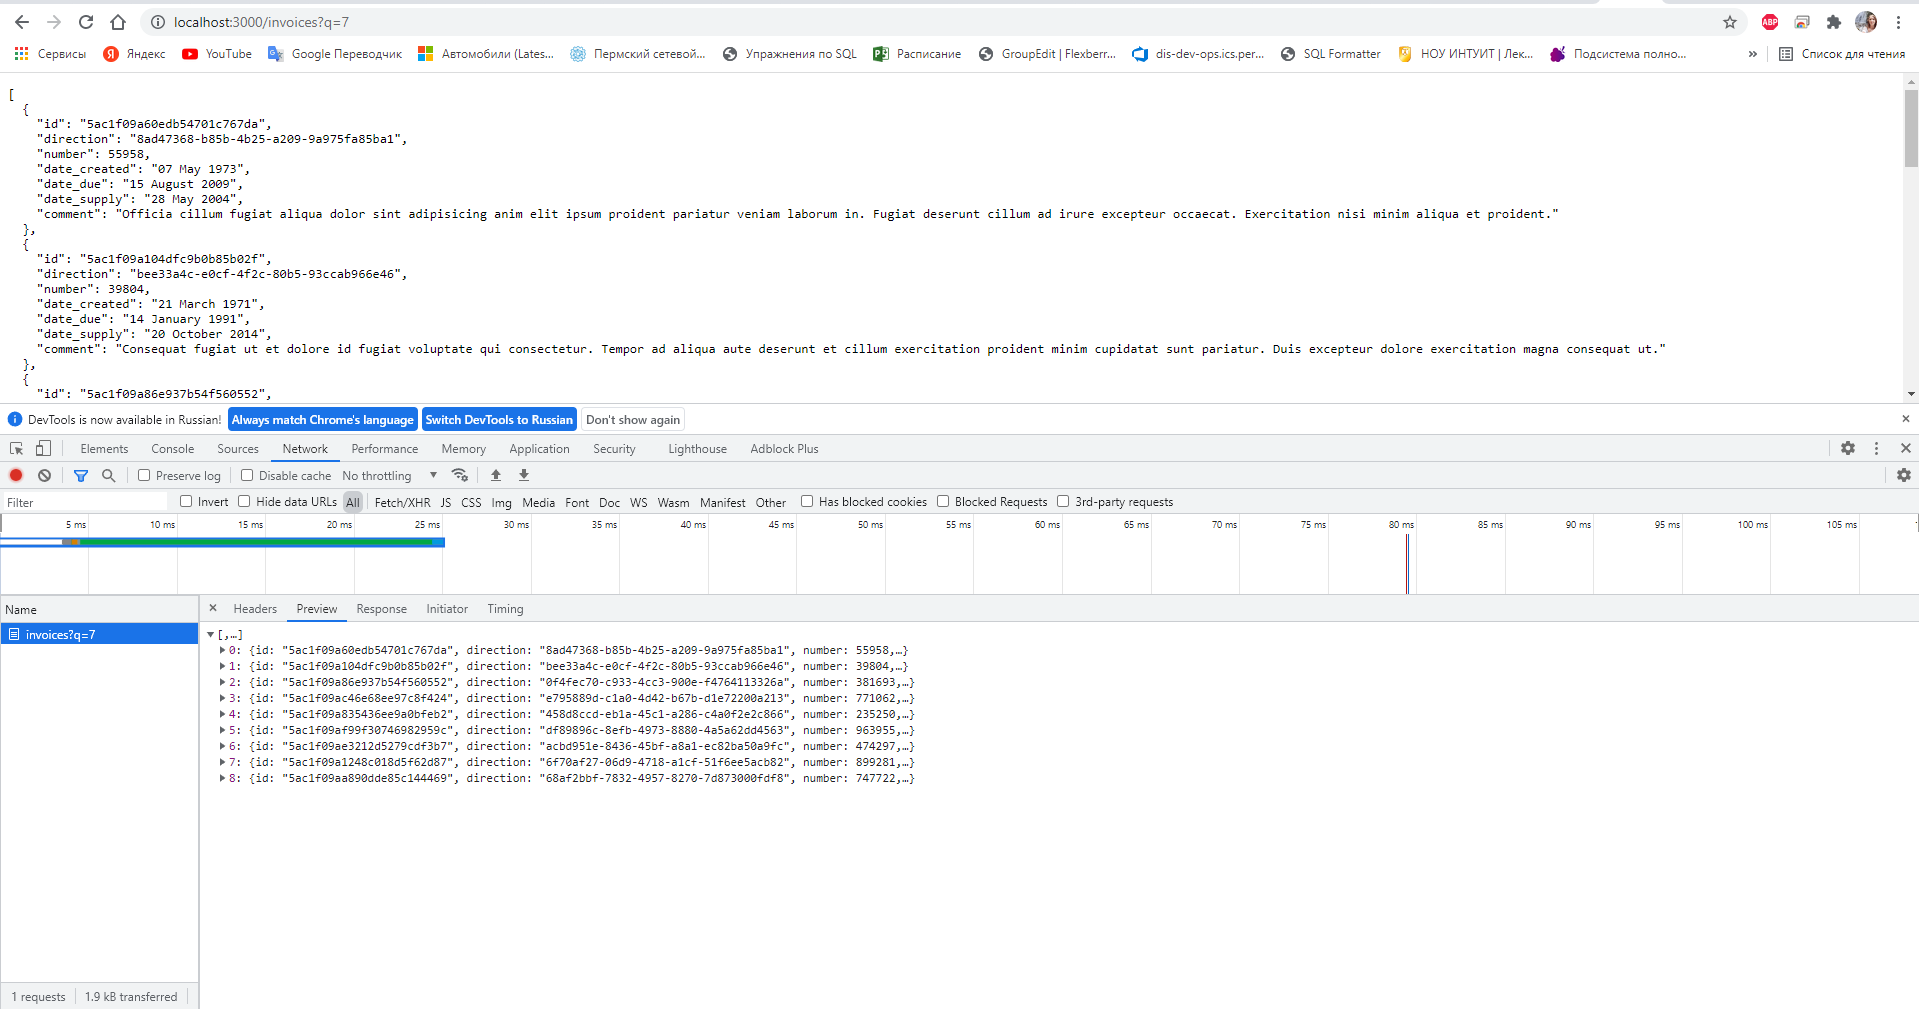 localhost:3000/invoices?q=7
ABP
Сервисы Яндекс YouTube Google Переводчик Автомобили (Lates... Пермский сетевой... Упражнения по SQL Расписание GroupEdit | Flexberr... dis-dev-ops.ics.per... SQL Formatter НОУ ИНТУИТ | Лек... Подсистема полно... » Список для чтения
[
{
"id": "5ac1f09a60edb54701c767da",
"direction": "8ad47368-b85b-4b25-a209-9a975fa85ba1",
"number": 55958,
"date_created": "07 May 1973",
"date_due": "15 August 2009",
"date_supply": "28 May 2004",
"comment": "Officia cillum fugiat aliqua dolor sint adipisicing anim elit ipsum proident pariatur veniam laborum in. Fugiat deserunt cillum ad irure excepteur occaecat. Exercitation nisi minim aliqua et proident."
},
{
"id": "5ac1f09a104dfc9b0b85b02f",
"direction": "bee33a4c-e0cf-4f2c-80b5-93ccab966e46",
"number": 39804,
"date_created": "21 March 1971",
"date_due": "14 January 1991",
"date_supply": "20 October 2014",
"comment": "Consequat fugiat ut et dolore id fugiat voluptate qui consectetur. Tempor ad aliqua aute deserunt et cillum exercitation proident minim cupidatat sunt pariatur. Duis excepteur dolore exercitation magna consequat ut."
},
{
"id": "5ac1f09a86e937b54f560552",
DevTools is now available in Russian! Always match Chrome's language Switch DevTools to Russian Don't show again
Elements Console Sources Network Performance Memory Application Security Lighthouse Adblock Plus
Preserve log Disable cache No throttling
Filter Invert Hide data URLs All Fetch/XHR JS CSS Img Media Font Doc WS Wasm Manifest Other Has blocked cookies Blocked Requests 3rd-party requests
5 ms 10 ms 15 ms 20 ms 25 ms 30 ms 35 ms 40 ms 45 ms 50 ms 55 ms 60 ms 65 ms 70 ms 75 ms 80 ms 85 ms 90 ms 95 ms 100 ms 105 ms
Name Headers Preview Response Initiator Timing
invoices?q=7
[,…]
0: {id: "5ac1f09a60edb54701c767da", direction: "8ad47368-b85b-4b25-a209-9a975fa85ba1", number: 55958,…}
1: {id: "5ac1f09a104dfc9b0b85b02f", direction: "bee33a4c-e0cf-4f2c-80b5-93ccab966e46", number: 39804,…}
2: {id: "5ac1f09a86e937b54f560552", direction: "0f4fec70-c933-4cc3-900e-f4764113326a", number: 381693,…}
3: {id: "5ac1f09ac46e68ee97c8f424", direction: "e795889d-c1a0-4d42-b67b-d1e72200a213", number: 771062,…}
4: {id: "5ac1f09a835436ee9a0bfeb2", direction: "458d8ccd-eb1a-45c1-a286-c4a0f2e2c866", number: 235250,…}
5: {id: "5ac1f09af99f30746982959c", direction: "df89896c-8efb-4973-8880-4a5a62dd4563", number: 963955,…}
6: {id: "5ac1f09ae3212d5279cdf3b7", direction: "acbd951e-8436-45bf-a8a1-ec82ba50a9fc", number: 474297,…}
7: {id: "5ac1f09a1248c018d5f62d87", direction: "6f70af27-06d9-4718-a1cf-51f6ee5acb82", number: 899281,…}
8: {id: "5ac1f09aa890dde85c144469", direction: "68af2bbf-7832-4957-8270-7d873000fdf8", number: 747722,…}
1 requests 1.9 kB transferred